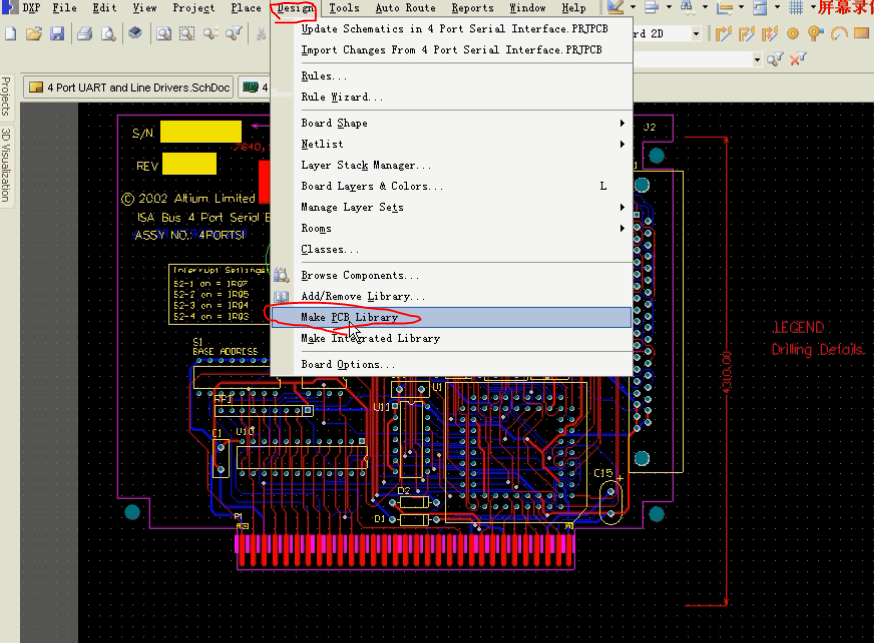 DXP File Edit View Project Place Design Tools Auto Route Reports Window Help
屏幕录
rd 2D
4 Port UART and Line Drivers.SchDoc
4
Projects
3D Visualization
Update Schematics in 4 Port Serial Interface.PRJPCB
Import Changes From 4 Port Serial Interface.PRJPCB
Rules...
Rule Wizard...
Board Shape
Netlist
Layer Stack Manager...
Board Layers & Colors... L
Manage Layer Sets
Rooms
Classes...
Browse Components...
Add/Remove Library...
Make PCB Library
Make Integrated Library
Board Options...
S/N
REV
© 2002 Altium Limited
ISA Bus 4 Port Serial
ASSY NO.: 4PORTSI
Interrupt Settings
S2-1 on = IRQ7
S2-2 on = IRQ5
S2-3 on = IRQ4
S2-4 on = IRQ3
S1
BASE ADDRESS
RP1
C1
U10
U11
U1
D2
D1
C15
P1
J2
4310.00
LEGEND
Drilling Details.